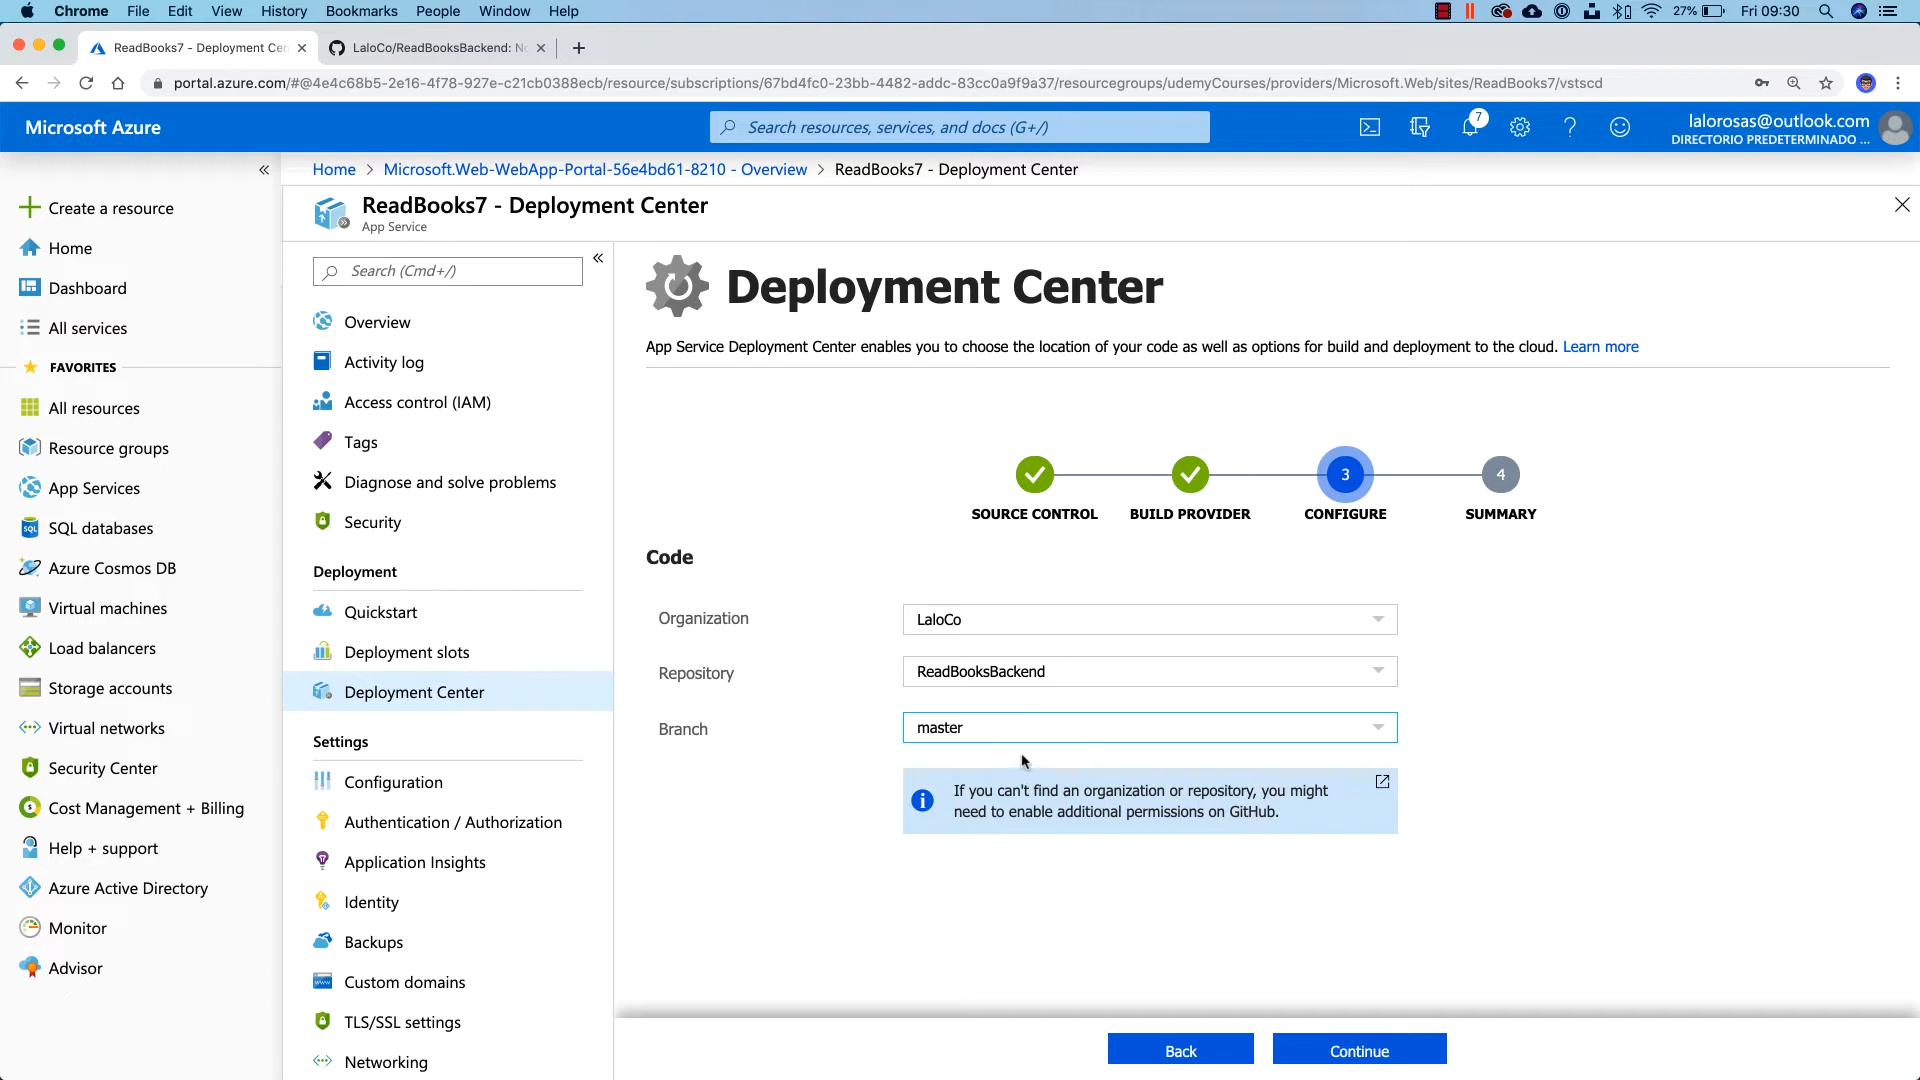 Chrome File Edit View History Bookmarks People Window Help 27% Fri 09:30
ReadBooks7 - Deployment Cen
LaloCo/ReadBooksBackend: No
portal.azure.com/#@4e4c68b5-2e16-4f78-927e-c21cb0388ecb/resource/subscriptions/67bd4fc0-23bb-4482-addc-83cc0a9f9a37/resourcegroups/udemyCourses/providers/Microsoft.Web/sites/ReadBooks7/vstscd
Microsoft Azure
Search resources, services, and docs (G+/)
7
lalorosas@outlook.com
DIRECTORIO PREDETERMINADO ...
Create a resource
Home
Dashboard
All services
FAVORITES
All resources
Resource groups
App Services
SQL databases
Azure Cosmos DB
Virtual machines
Load balancers
Storage accounts
Virtual networks
Security Center
Cost Management + Billing
Help + support
Azure Active Directory
Monitor
Advisor
Home > Microsoft.Web-WebApp-Portal-56e4bd61-8210 - Overview > ReadBooks7 - Deployment Center
ReadBooks7 - Deployment Center
App Service
Search (Cmd+/)
Overview
Activity log
Access control (IAM)
Tags
Diagnose and solve problems
Security
Deployment
Quickstart
Deployment slots
Deployment Center
Settings
Configuration
Authentication / Authorization
Application Insights
Identity
Backups
Custom domains
TLS/SSL settings
Networking
Deployment Center
App Service Deployment Center enables you to choose the location of your code as well as options for build and deployment to the cloud. Learn more
3
4
SOURCE CONTROL
BUILD PROVIDER
CONFIGURE
SUMMARY
Code
Organization
LaloCo
Repository
ReadBooksBackend
Branch
master
If you can't find an organization or repository, you might
need to enable additional permissions on GitHub.
Back
Continue